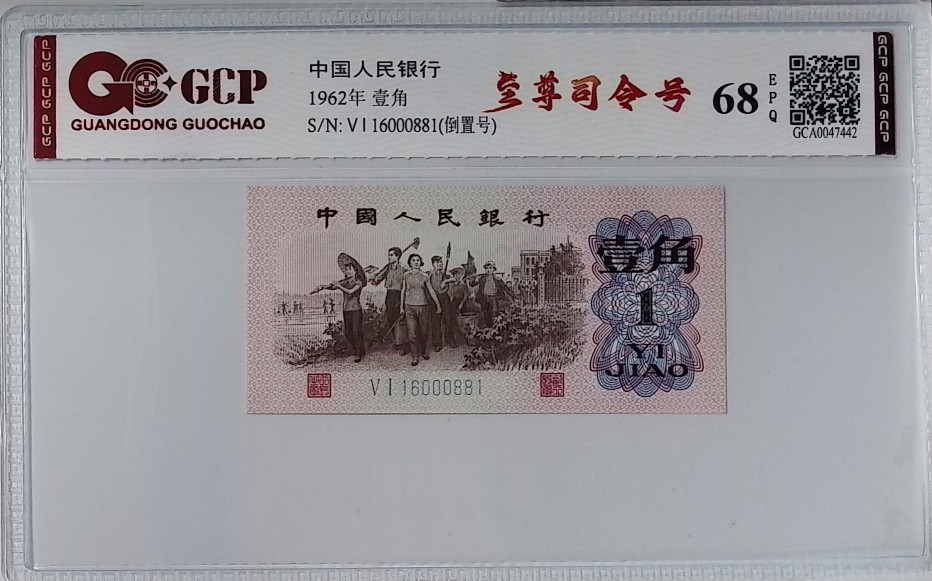 GCP GCP GCP
GCP
GUANGDONG GUOCHAO
中国人民银行
1962年 壹角
S/N: VⅠ16000881(倒置号)
至尊司令号
68
EPQ
GCA0047442
GCP GCP GCP
中國人民銀行
壹角
1
YI
JIAO
VⅠ16000881